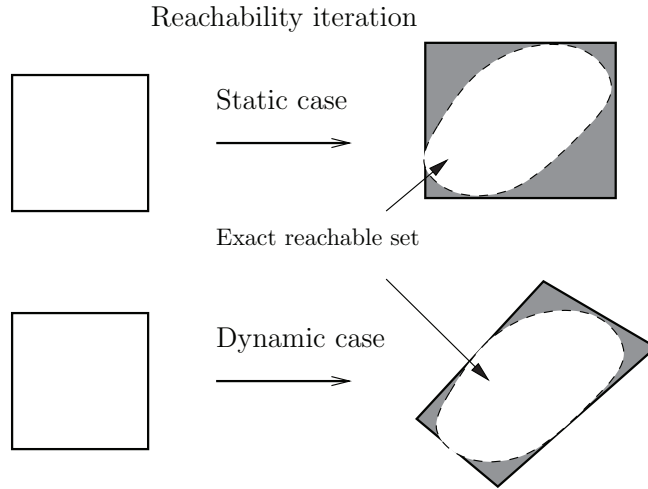 Reachability iteration
Static case
Exact reachable set
Dynamic case